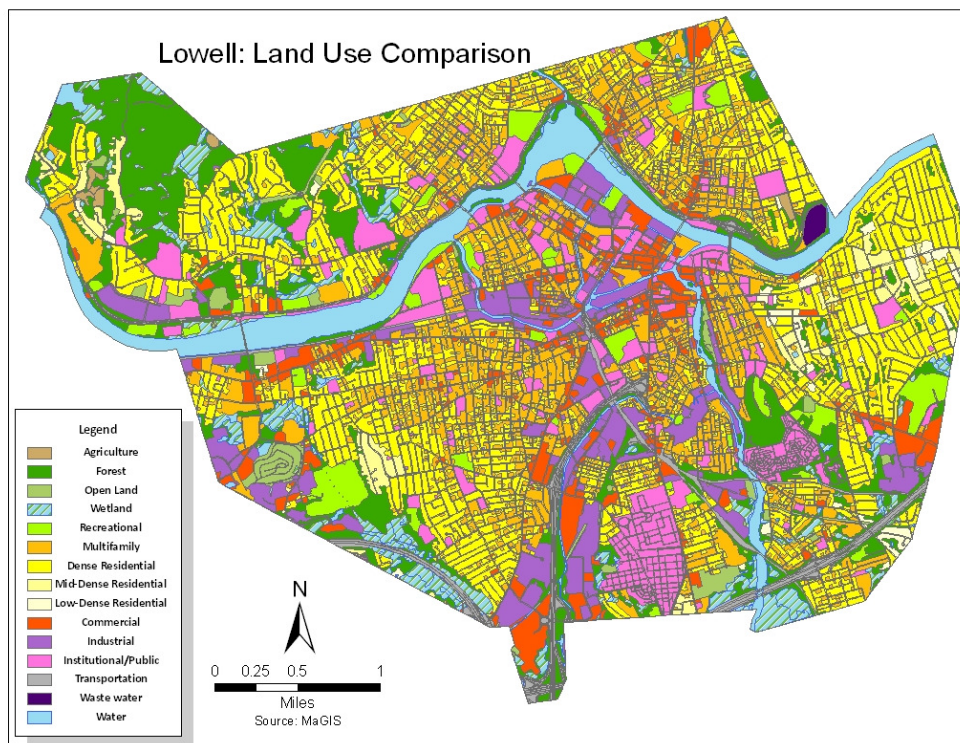 Lowell: Land Use Comparison
Legend
Agriculture
Forest
Open Land
Wetland
Recreational
Multifamily
Dense Residential
Mid-Dense Residential
Low-Dense Residential
Commercial
Industrial
Institutional/Public
Transportation
Waste water
Water
N
0 0.25 0.5 1
Miles
Source: MaGIS